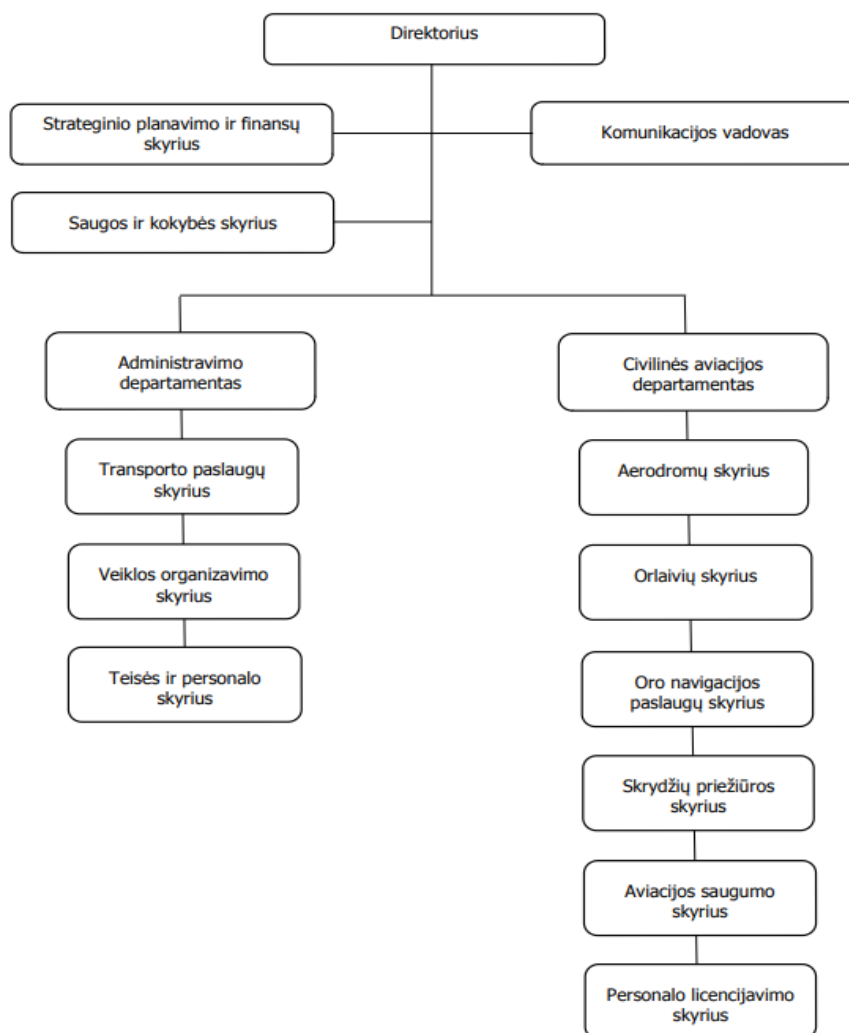 Direktorius
Strateginio planavimo ir finansų
skyrius
Komunikacijos vadovas
Saugos ir kokybės skyrius
Administravimo
departamentas
Civilinės aviacijos
departamentas
Transporto paslaugų
skyrius
Aerodromų skyrius
Veiklos organizavimo
skyrius
Orlaivių skyrius
Teisės ir personalo
skyrius
Oro navigacijos
paslaugų skyrius
Skrydžių priežiūros
skyrius
Aviacijos saugumo
skyrius
Personalo licencijavimo
skyrius